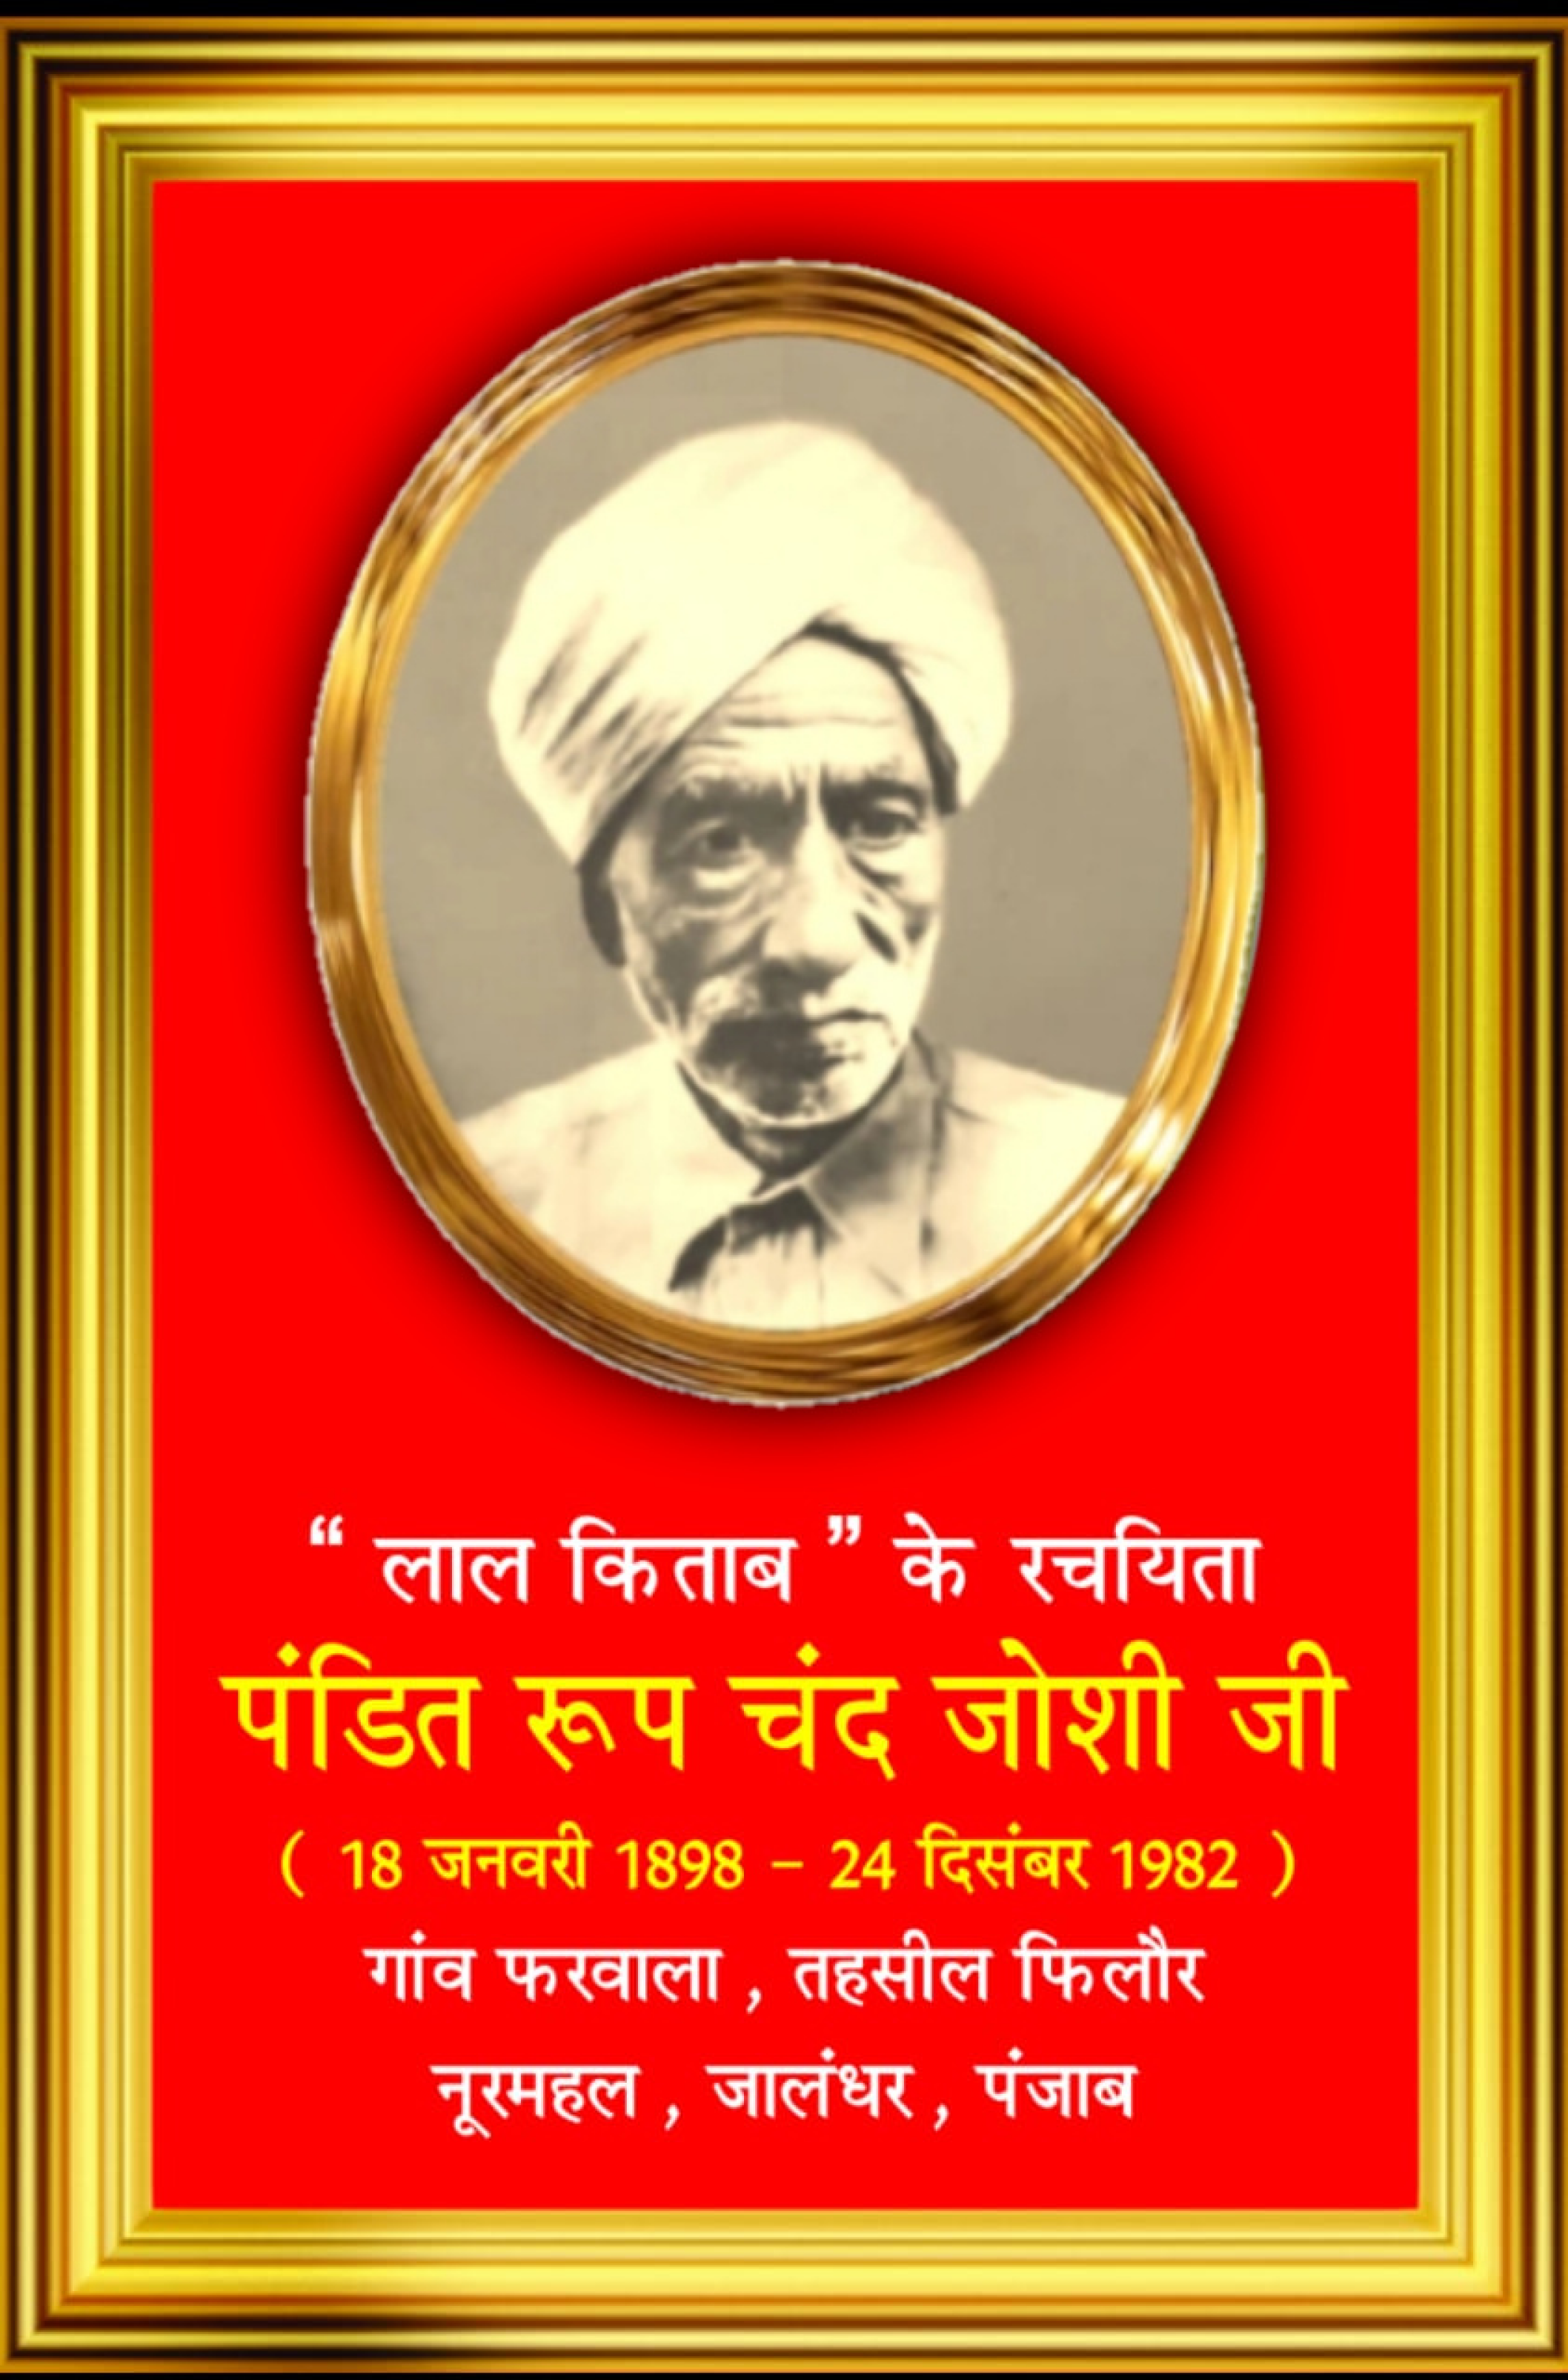 “ लाल किताब ” के रचयिता
पंडित रूप चंद जोशी जी
( 18 जनवरी 1898 – 24 दिसंबर 1982 )
गांव फरवाला , तहसील फिलौर
नूरमहल , जालंधर , पंजाब